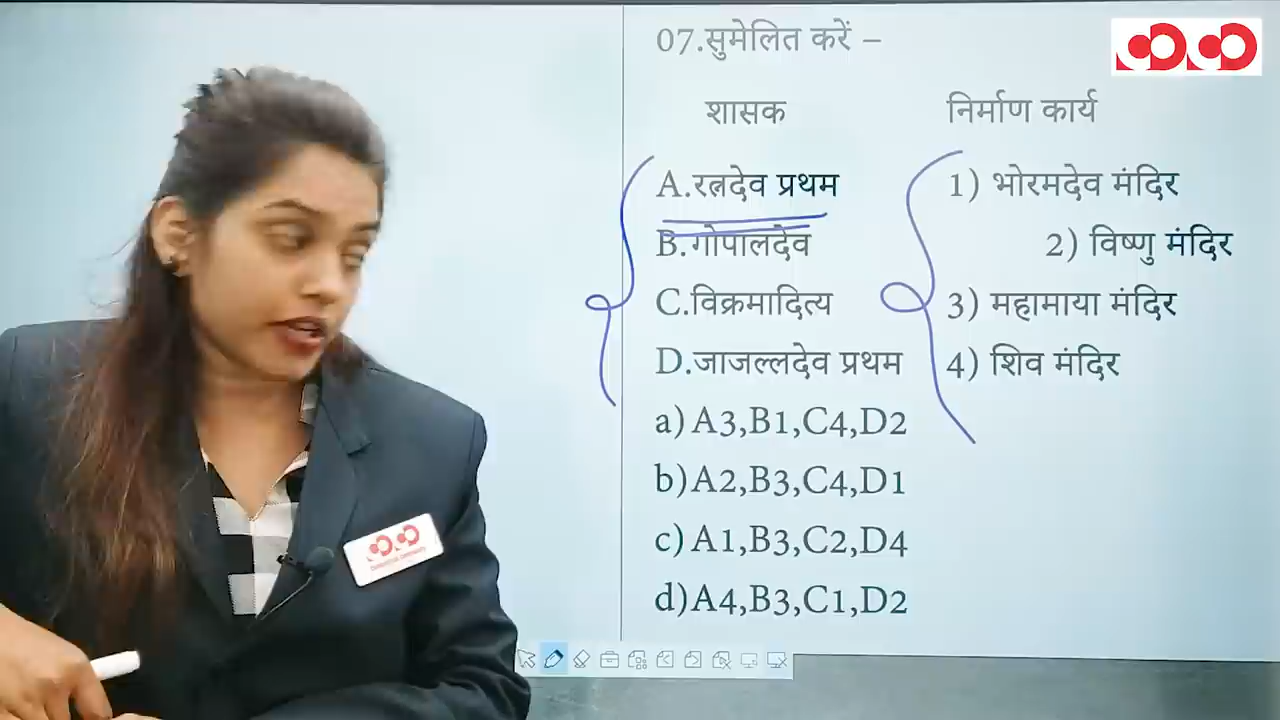 07.सुमेलित करें –
शासक निर्माण कार्य
A.रत्नदेव प्रथम 1) भोरमदेव मंदिर
B.गोपालदेव 2) विष्णु मंदिर
C.विक्रमादित्य 3) महामाया मंदिर
D.जाजल्लदेव प्रथम 4) शिव मंदिर
a) A3,B1,C4,D2
b)A2,B3,C4,D1
c) A1,B3,C2,D4
d)A4,B3,C1,D2